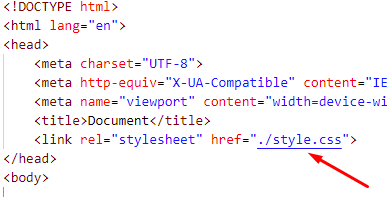 <!DOCTYPE html>
<html lang="en">
<head>
<meta charset="UTF-8">
<meta http-equiv="X-UA-Compatible" content="IE
<meta name="viewport" content="width=device-wi
<title>Document</title>
<link rel="stylesheet" href="./style.css">
</head>
<body>